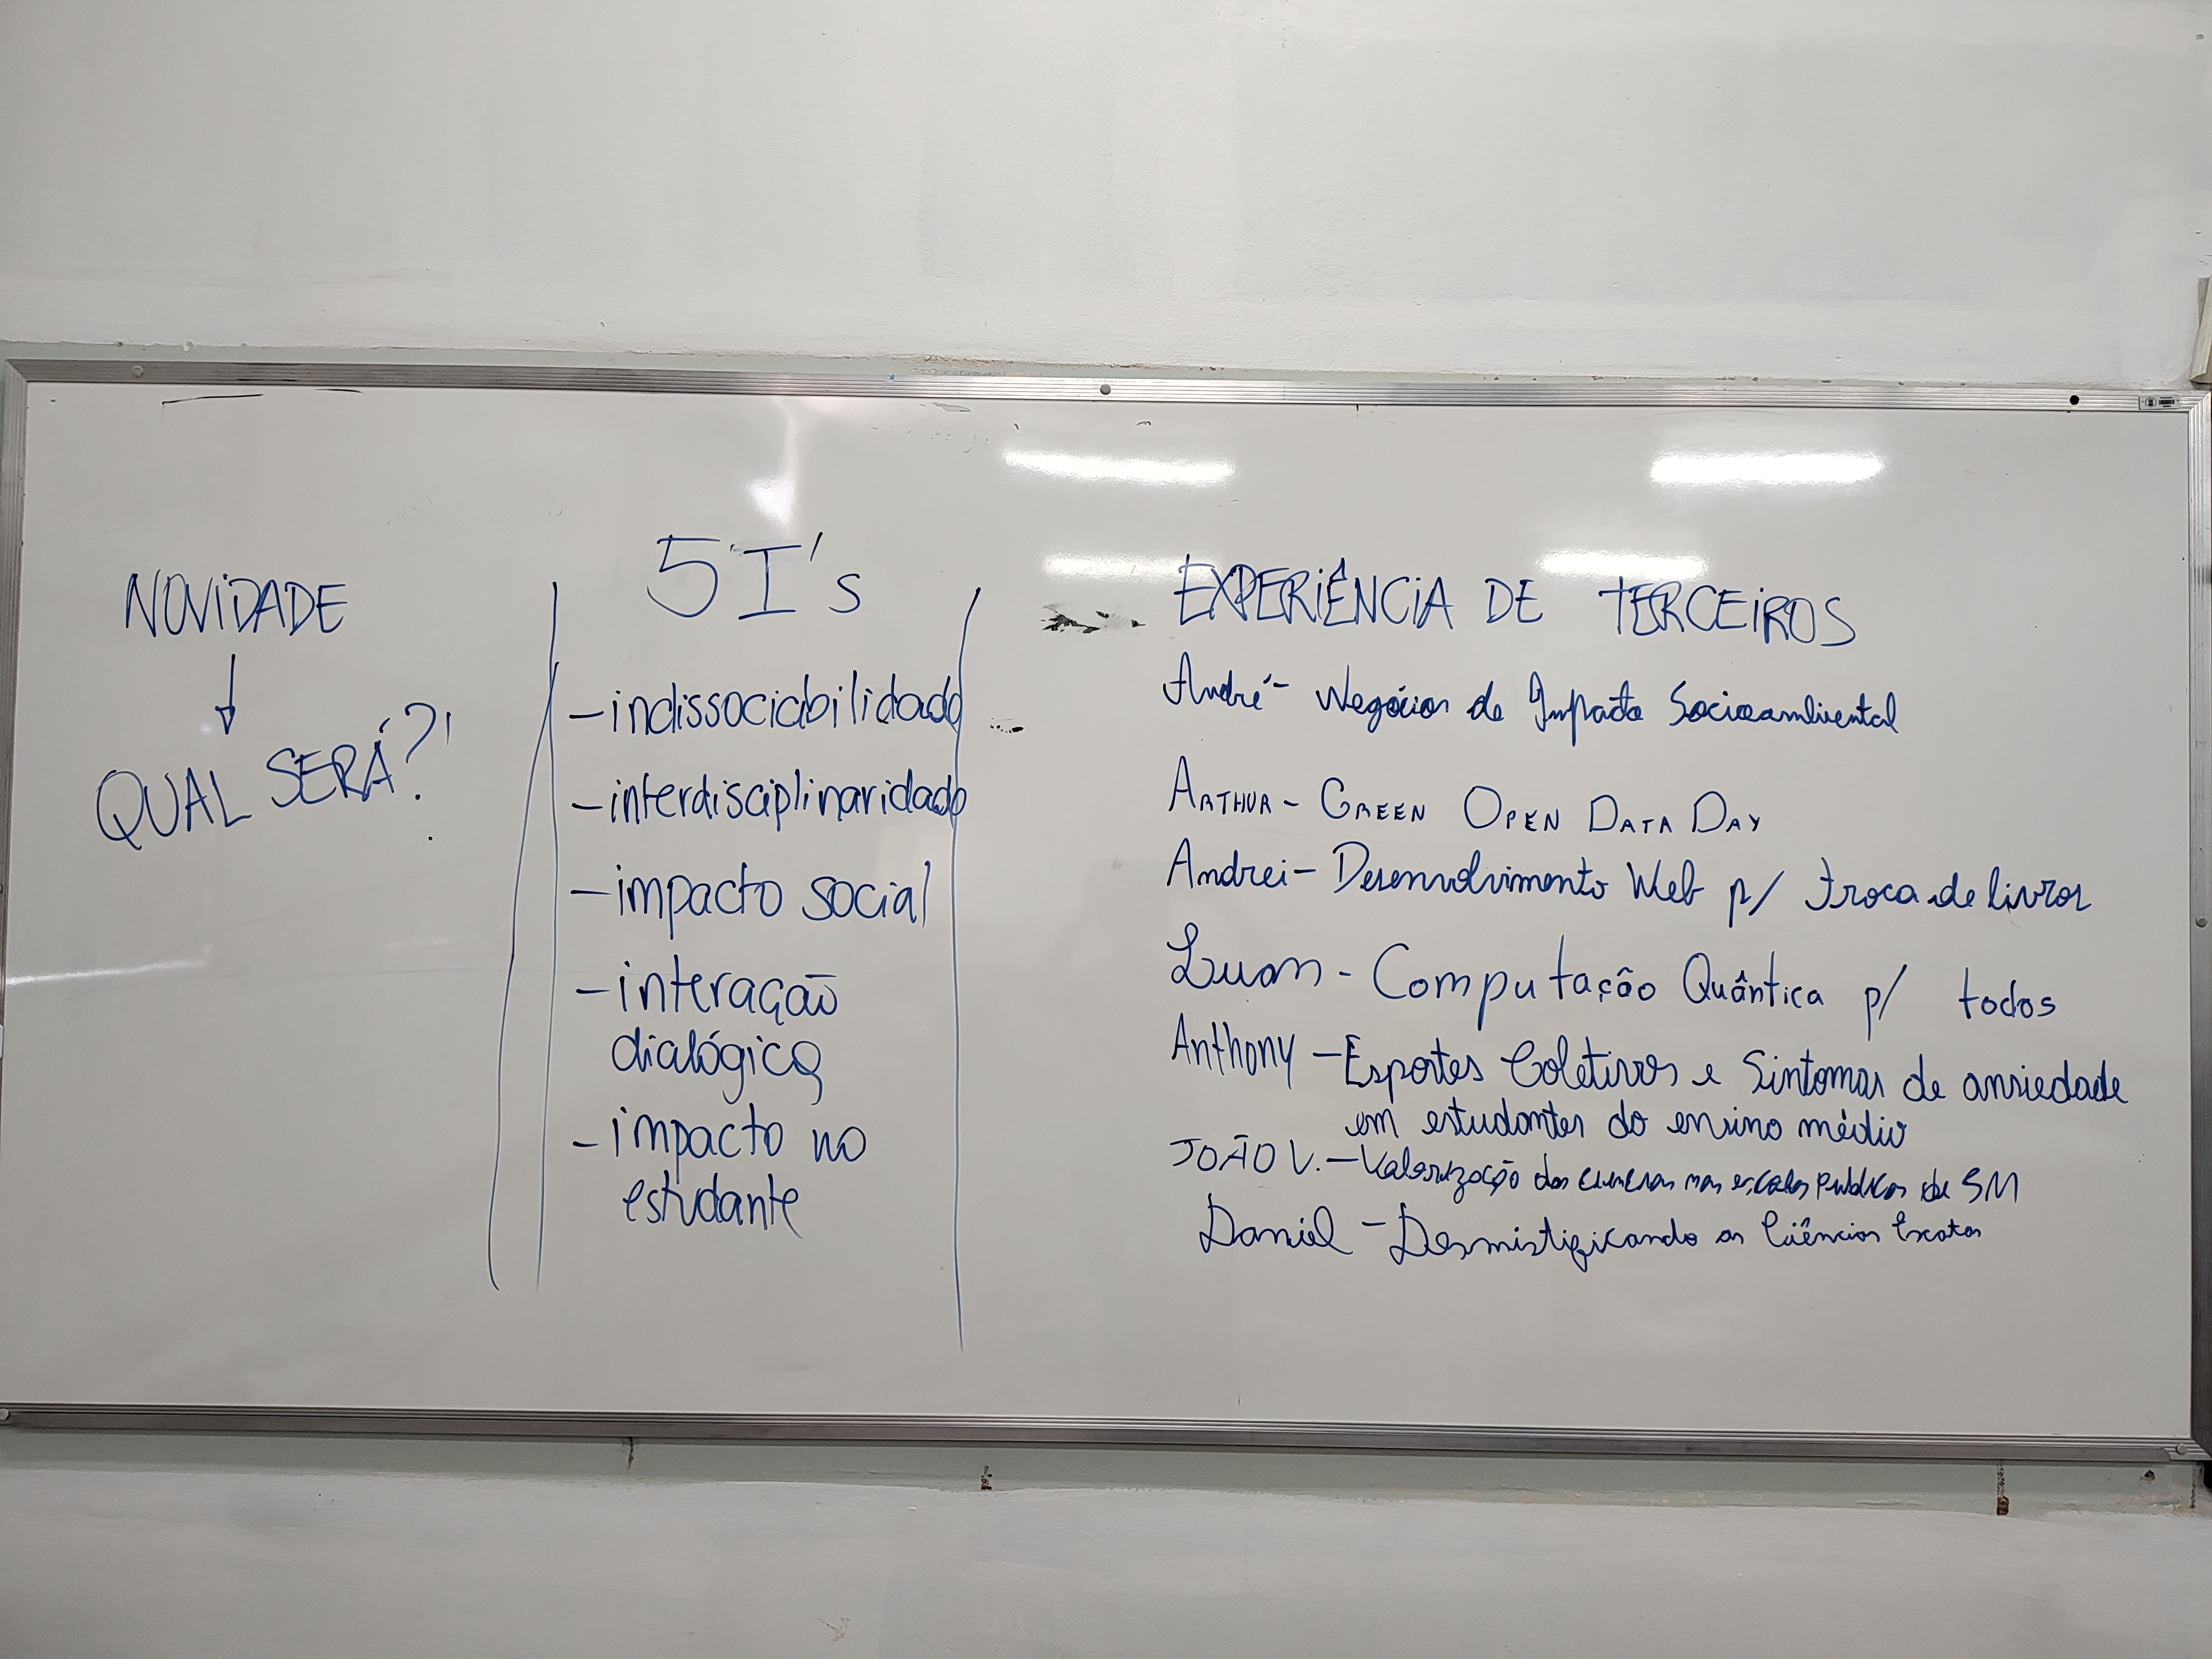 NOVIDADE
QUAL SERÁ?!
5 I's
- indissociabilidade
- interdisciplinaridade
- impacto social
- interação
dialógica
- impacto no
estudante
EXPERIÊNCIA DE TERCEIROS
André - Negócios de Impacto Socioambiental
ARTHUR - GREEN OPEN DATA DAY
Andrei - Desenvolvimento Web p/ troca de livros
Luan - Computação Quântica p/ todos
Anthony - Esportes Coletivos e Sintomas de ansiedade
em estudantes do ensino médio
JOÃO V. - Valorização das nas escolas públicas de SM
Daniel - Desmistificando as Ciências Exatas